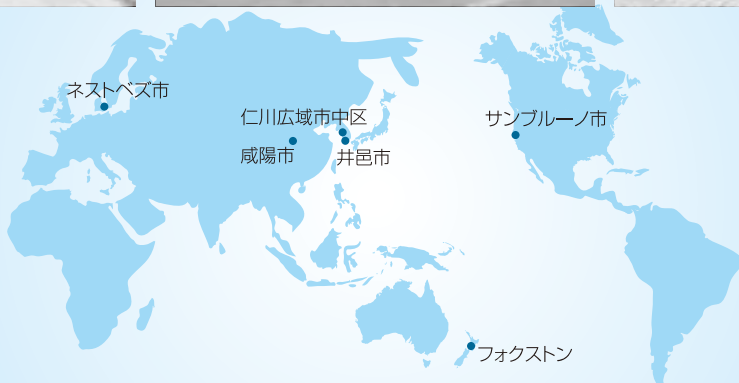 ネストベズ市
仁川広域市中区
サンブルーノ市
咸陽市
井邑市
フォクストン